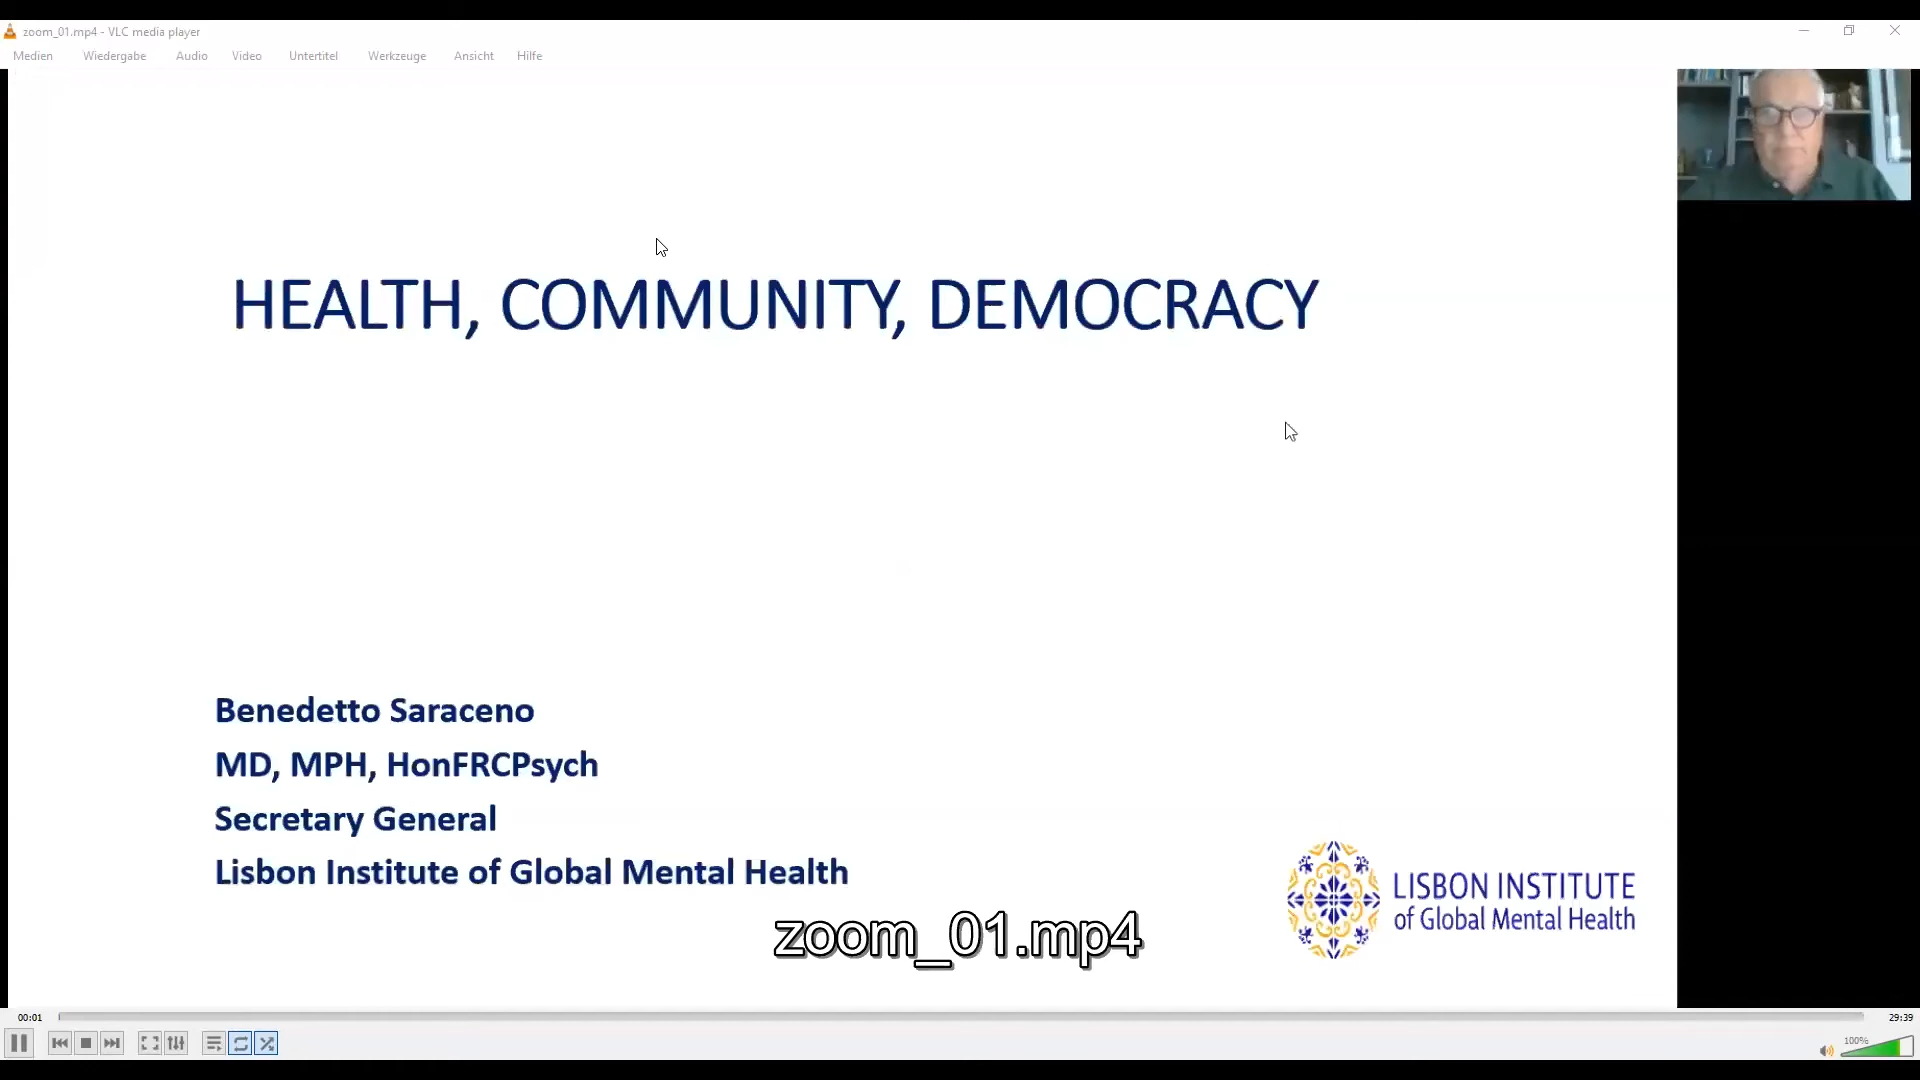 zoom_01.mp4 - VLC media player
Medien Wiedergabe Audio Video Untertitel Werkzeuge Ansicht Hilfe
HEALTH, COMMUNITY, DEMOCRACY
Benedetto Saraceno
MD, MPH, HonFRCPsych
Secretary General
Lisbon Institute of Global Mental Health
LISBON INSTITUTE
of Global Mental Health
zoom_01.mp4
00:01 29:39
100%